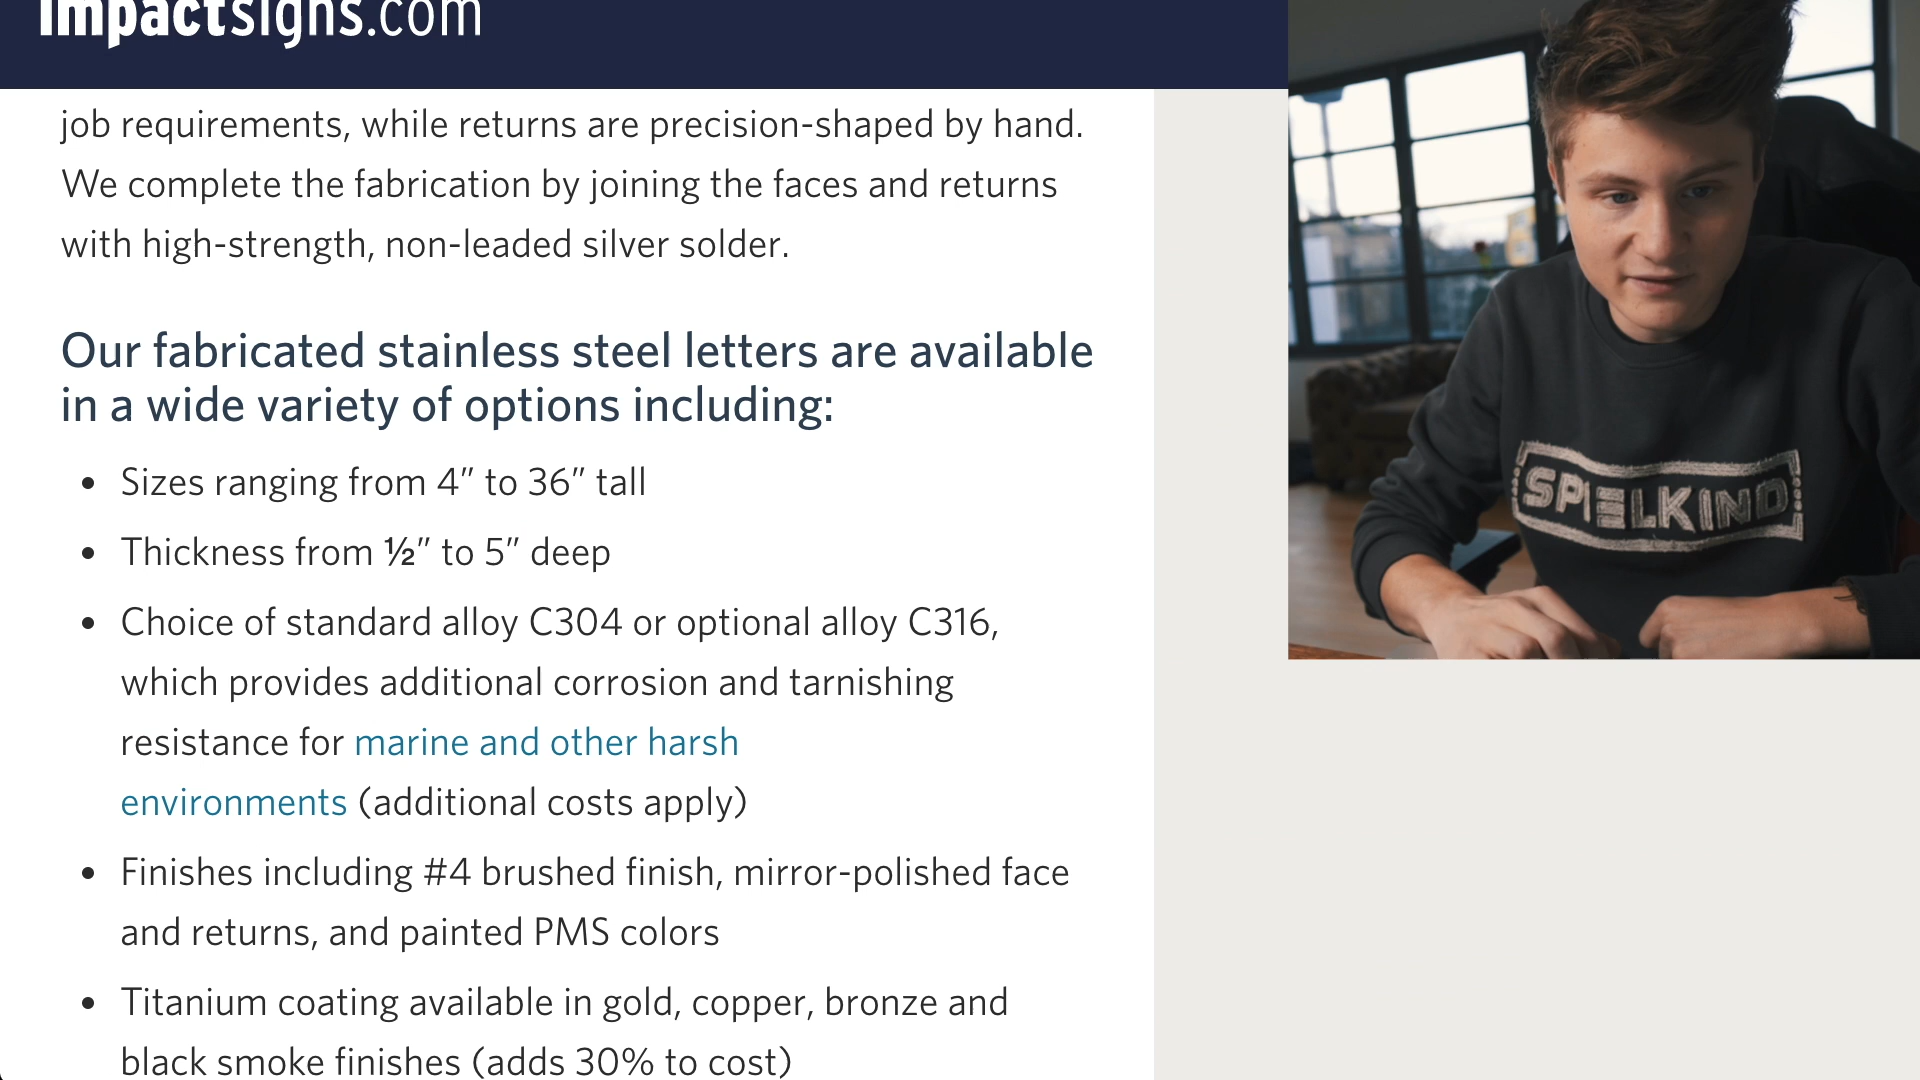 impactsigns.com
job requirements, while returns are precision-shaped by hand.
We complete the fabrication by joining the faces and returns
with high-strength, non-leaded silver solder.
Our fabricated stainless steel letters are available
in a wide variety of options including:
• Sizes ranging from 4” to 36” tall
• Thickness from ½” to 5” deep
• Choice of standard alloy C304 or optional alloy C316,
which provides additional corrosion and tarnishing
resistance for marine and other harsh
environments (additional costs apply)
• Finishes including #4 brushed finish, mirror-polished face
and returns, and painted PMS colors
• Titanium coating available in gold, copper, bronze and
black smoke finishes (adds 30% to cost)
SPIELKIND